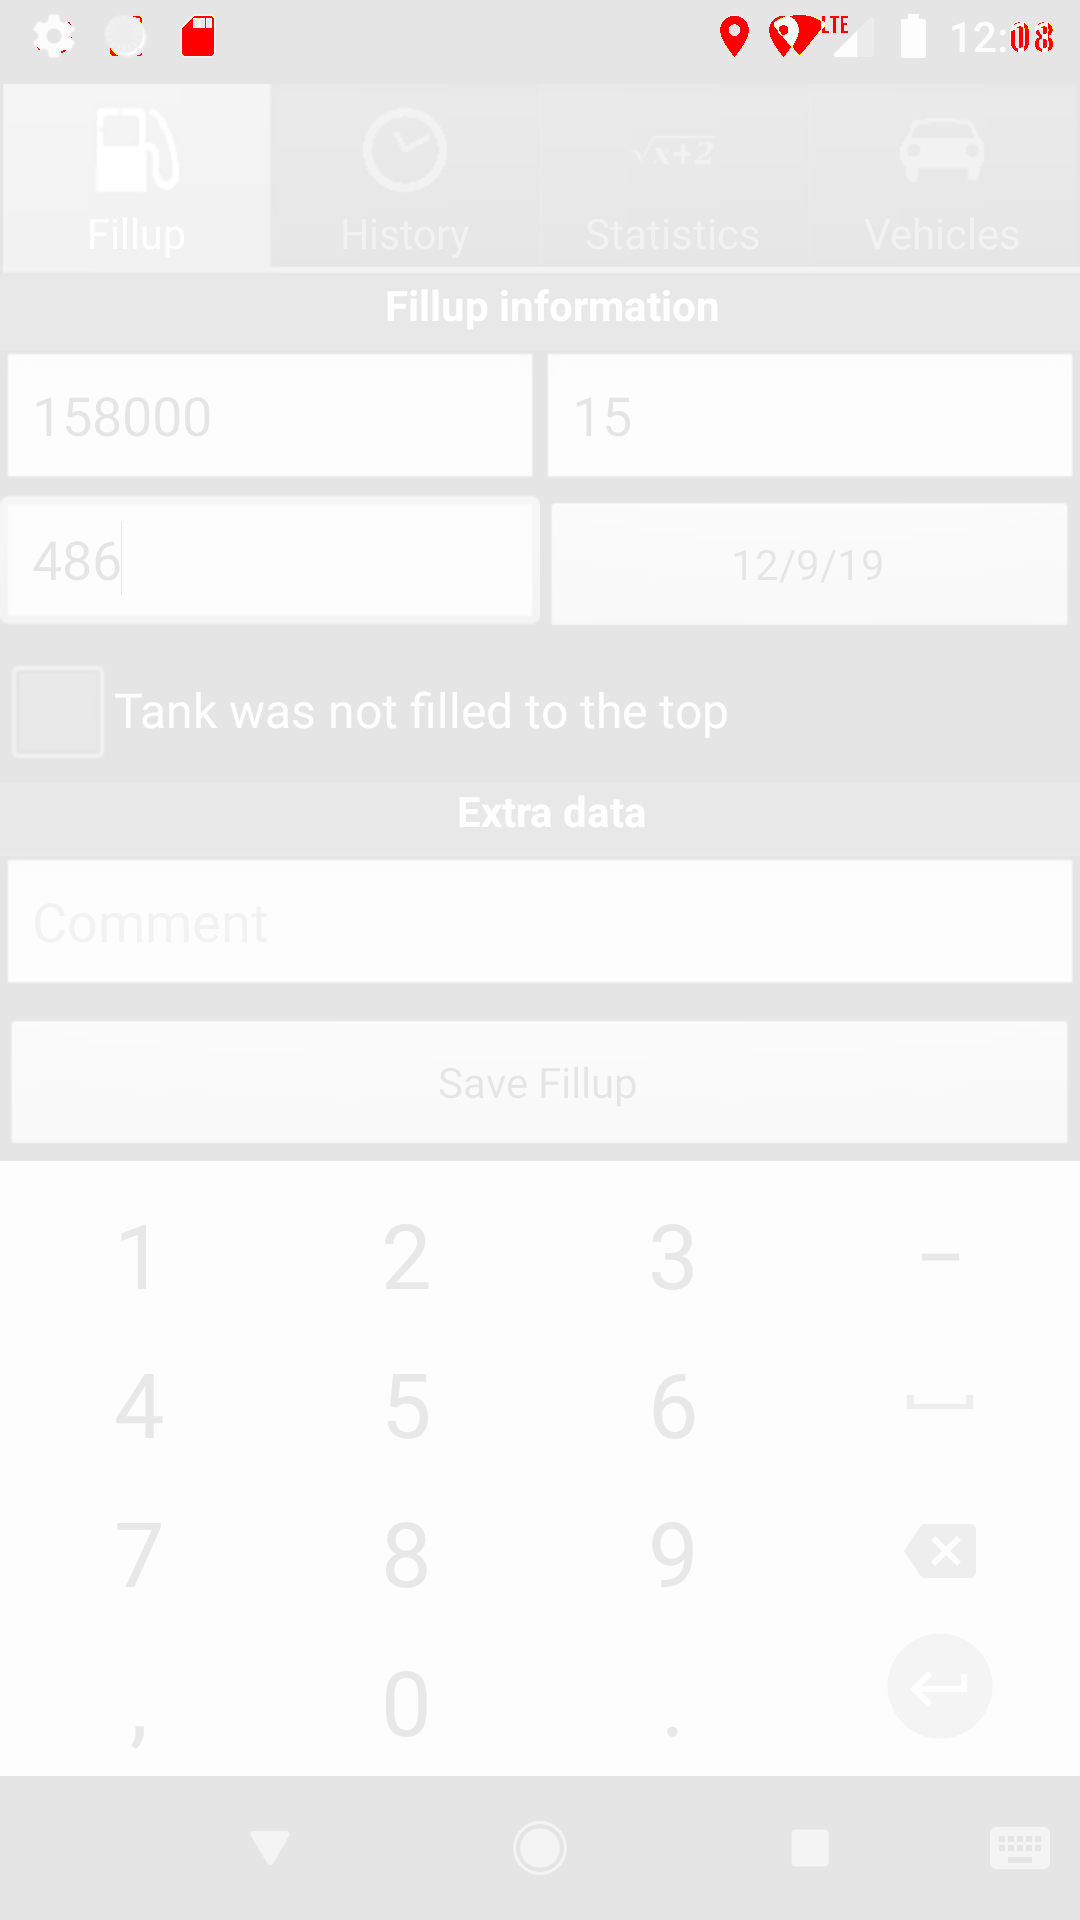 LTE 12:08
√x+2
Fillup History Statistics Vehicles
Fillup information
158000 15
486 12/9/19
Tank was not filled to the top
Extra data
Comment
Save Fillup
1 2 3 –
4 5 6
7 8 9
, 0 .